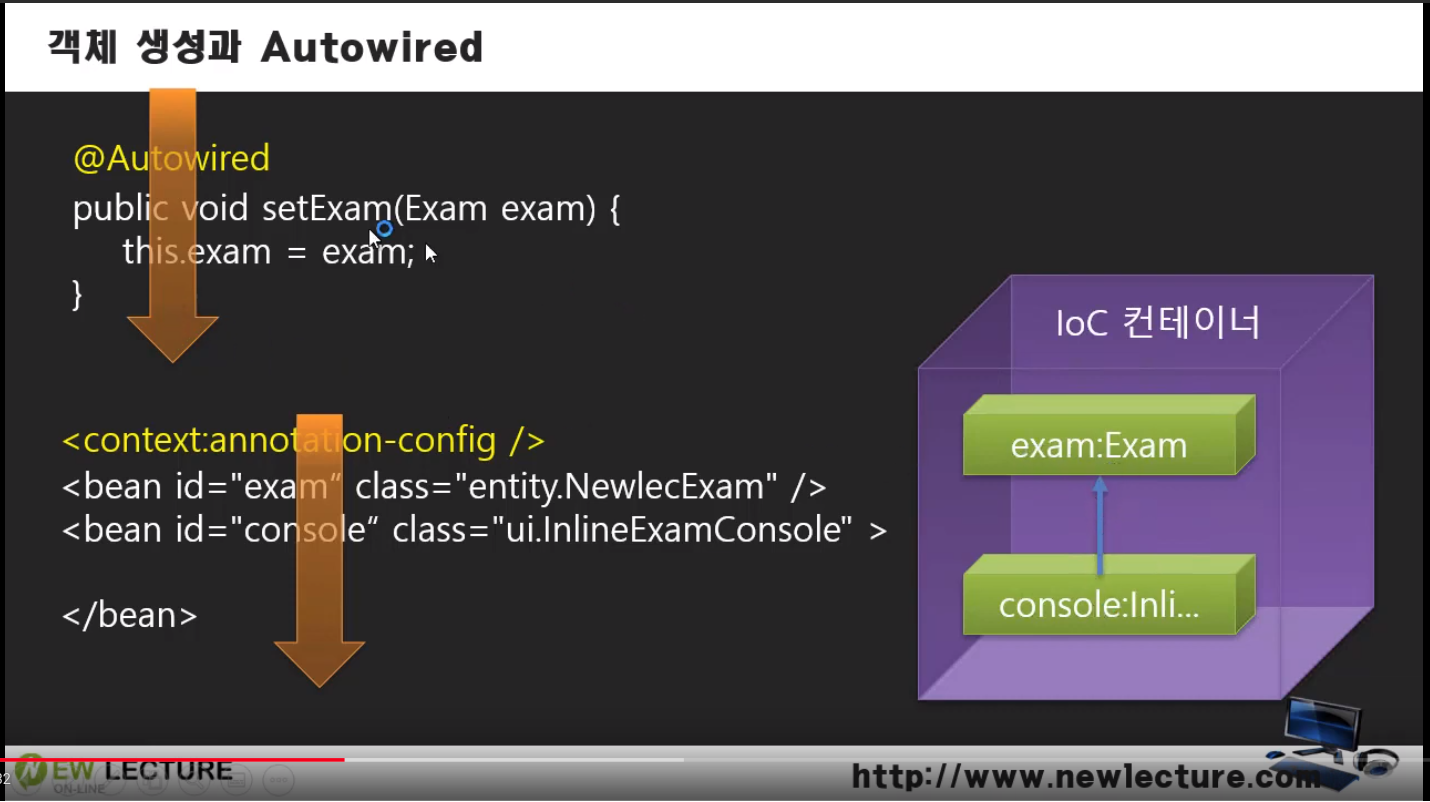 객체 생성과 Autowired
@Autowired
public void setExam(Exam exam) {
this.exam = exam;
}
IoC 컨테이너
exam:Exam
console:Inli...
<context:annotation-config />
<bean id="exam“ class="entity.NewlecExam" />
<bean id="console“ class="ui.InlineExamConsole" >
</bean>
32
NEW LECTURE
ON-LINE
http://www.newlecture.com